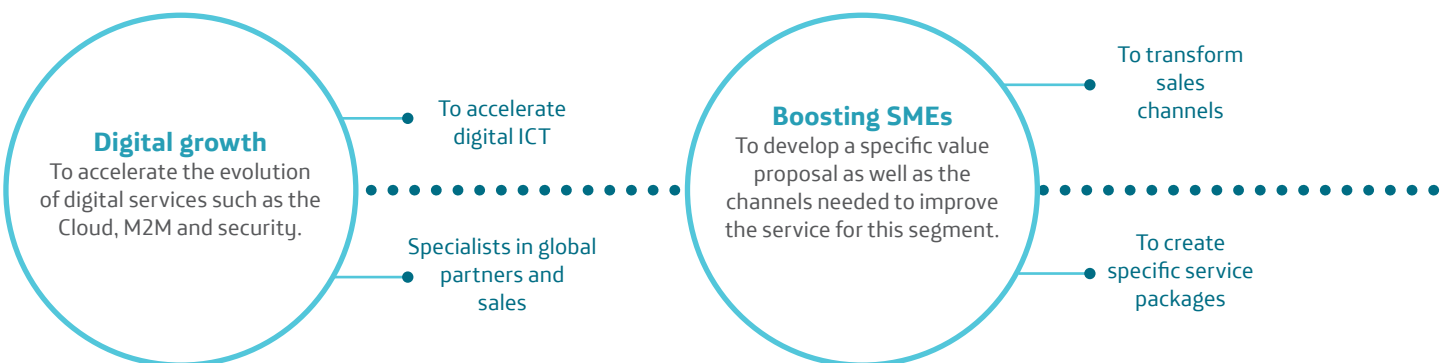 Digital growth
To accelerate the evolution
of digital services such as the
Cloud, M2M and security.
To accelerate
digital ICT
Specialists in global
partners and
sales
Boosting SMEs
To develop a specific value
proposal as well as the
channels needed to improve
the service for this segment.
To transform
sales
channels
To create
specific service
packages